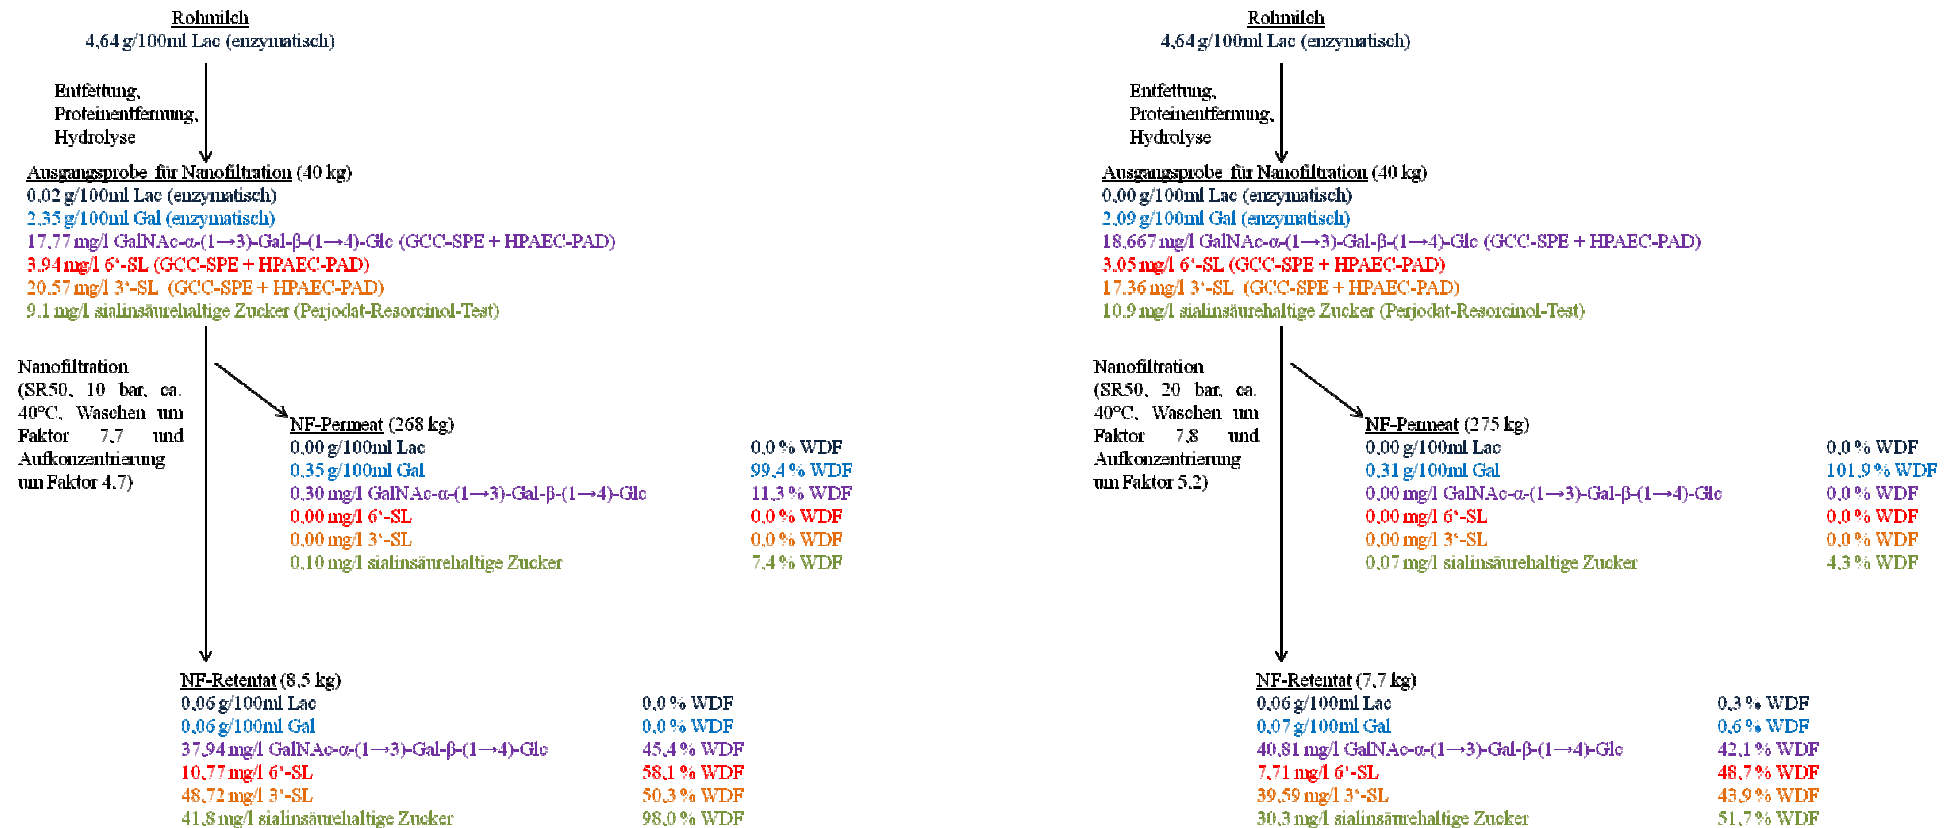 Rohmilch
4,64 g/100ml Lac (enzymatisch)
Entfettung,
Proteinentfernung,
Hydrolyse
Ausgangsprobe für Nanofiltration (40 kg)
0,02 g/100ml Lac (enzymatisch)
2,35 g/100ml Gal (enzymatisch)
17,77 mg/l GalNAc-α-(1→3)-Gal-β-(1→4)-Glc (GCC-SPE + HPAEC-PAD)
3,94 mg/l 6‘-SL (GCC-SPE + HPAEC-PAD)
20,57 mg/l 3‘-SL (GCC-SPE + HPAEC-PAD)
9,1 mg/l sialinsäurehaltige Zucker (Perjodat-Resorcinol-Test)
Nanofiltration
(SR50, 10 bar, ca.
40°C, Waschen um
Faktor 7,7 und
Aufkonzentrierung
um Faktor 4,7)
NF-Permeat (268 kg)
0,00 g/100ml Lac 0,0 % WDF
0,35 g/100ml Gal 99,4 % WDF
0,30 mg/l GalNAc-α-(1→3)-Gal-β-(1→4)-Glc 11,3 % WDF
0,00 mg/l 6‘-SL 0,0 % WDF
0,00 mg/l 3‘-SL 0,0 % WDF
0,10 mg/l sialinsäurehaltige Zucker 7,4 % WDF
NF-Retentat (8,5 kg)
0,06 g/100ml Lac 0,0 % WDF
0,06 g/100ml Gal 0,0 % WDF
37,94 mg/l GalNAc-α-(1→3)-Gal-β-(1→4)-Glc 45,4 % WDF
10,77 mg/l 6‘-SL 58,1 % WDF
48,72 mg/l 3‘-SL 50,3 % WDF
41,8 mg/l sialinsäurehaltige Zucker 98,0 % WDF
Rohmilch
4,64 g/100ml Lac (enzymatisch)
Entfettung,
Proteinentfernung,
Hydrolyse
Ausgangsprobe für Nanofiltration (40 kg)
0,00 g/100ml Lac (enzymatisch)
2,09 g/100ml Gal (enzymatisch)
18,667 mg/l GalNAc-α-(1→3)-Gal-β-(1→4)-Glc (GCC-SPE + HPAEC-PAD)
3,05 mg/l 6‘-SL (GCC-SPE + HPAEC-PAD)
17,36 mg/l 3‘-SL (GCC-SPE + HPAEC-PAD)
10,9 mg/l sialinsäurehaltige Zucker (Perjodat-Resorcinol-Test)
Nanofiltration
(SR50, 20 bar, ca.
40°C, Waschen um
Faktor 7,8 und
Aufkonzentrierung
um Faktor 5,2)
NF-Permeat (275 kg)
0,00 g/100ml Lac 0,0 % WDF
0,31 g/100ml Gal 101,9 % WDF
0,00 mg/l GalNAc-α-(1→3)-Gal-β-(1→4)-Glc 0,0 % WDF
0,00 mg/l 6‘-SL 0,0 % WDF
0,00 mg/l 3‘-SL 0,0 % WDF
0,07 mg/l sialinsäurehaltige Zucker 4,3 % WDF
NF-Retentat (7,7 kg)
0,06 g/100ml Lac 0,3 % WDF
0,07 g/100ml Gal 0,6 % WDF
40,81 mg/l GalNAc-α-(1→3)-Gal-β-(1→4)-Glc 42,1 % WDF
7,71 mg/l 6‘-SL 48,7 % WDF
39,59 mg/l 3‘-SL 43,9 % WDF
30,3 mg/l sialinsäurehaltige Zucker 51,7 % WDF